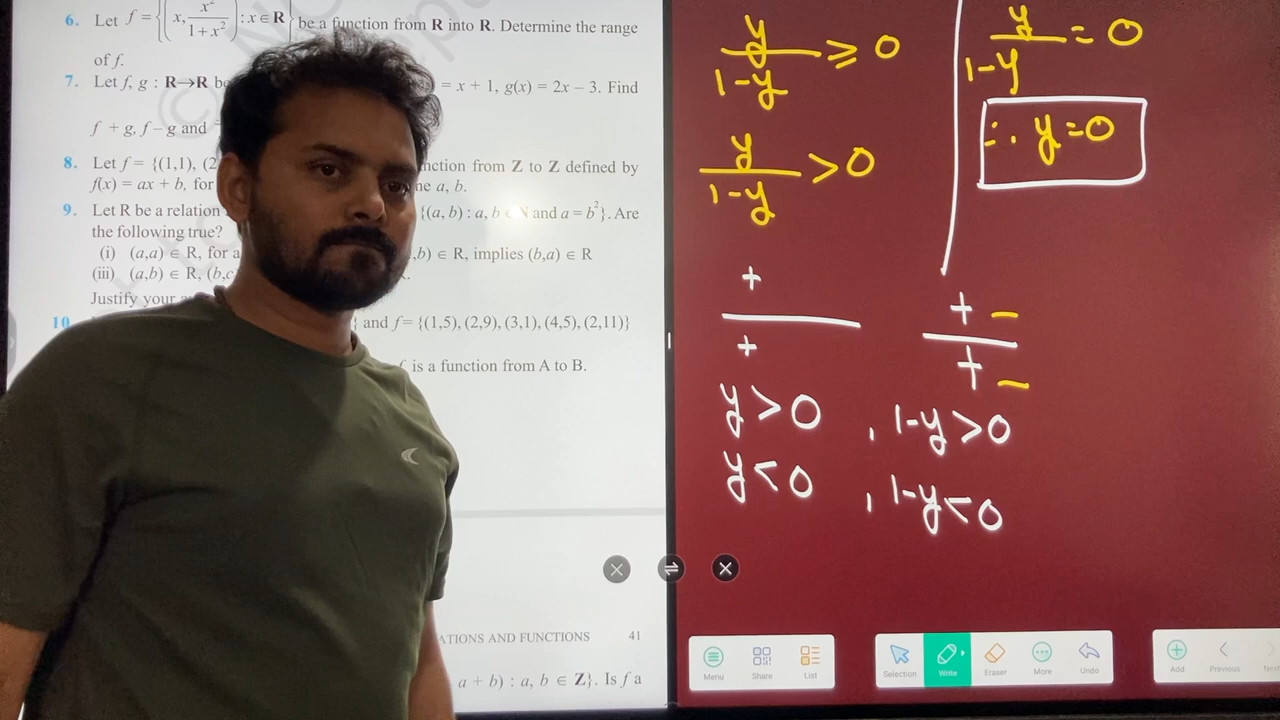 6. Let f = {(x, x²/(1+x²)) : x ∈ R} be a function from R into R. Determine the range
of f.
7. Let f, g : R→R be = x + 1, g(x) = 2x – 3. Find
f + g, f – g and
8. Let f = {(1,1), (2 nction from Z to Z defined by
f(x) = ax + b, for ne a, b.
9. Let R be a relation {(a, b) : a, b ∈ N and a = b²}. Are
the following true?
(i) (a,a) ∈ R, for a ,b) ∈ R, implies (b,a) ∈ R
(iii) (a,b) ∈ R, (b,c
Justify your
10 } and f = {(1,5), (2,9), (3,1), (4,5), (2,11)}
is a function from A to B.
ATIONS AND FUNCTIONS 41
a + b) : a, b ∈ Z}. Is f a
y/(1-y) ≥ 0
y/(1-y) > 0
+/+
y > 0 , 1-y > 0
y < 0 , 1-y < 0
y/(1-y) = 0
∴ y = 0
+ -
+ -
Menu Share List Selection Write Eraser More Undo Add Previous Next